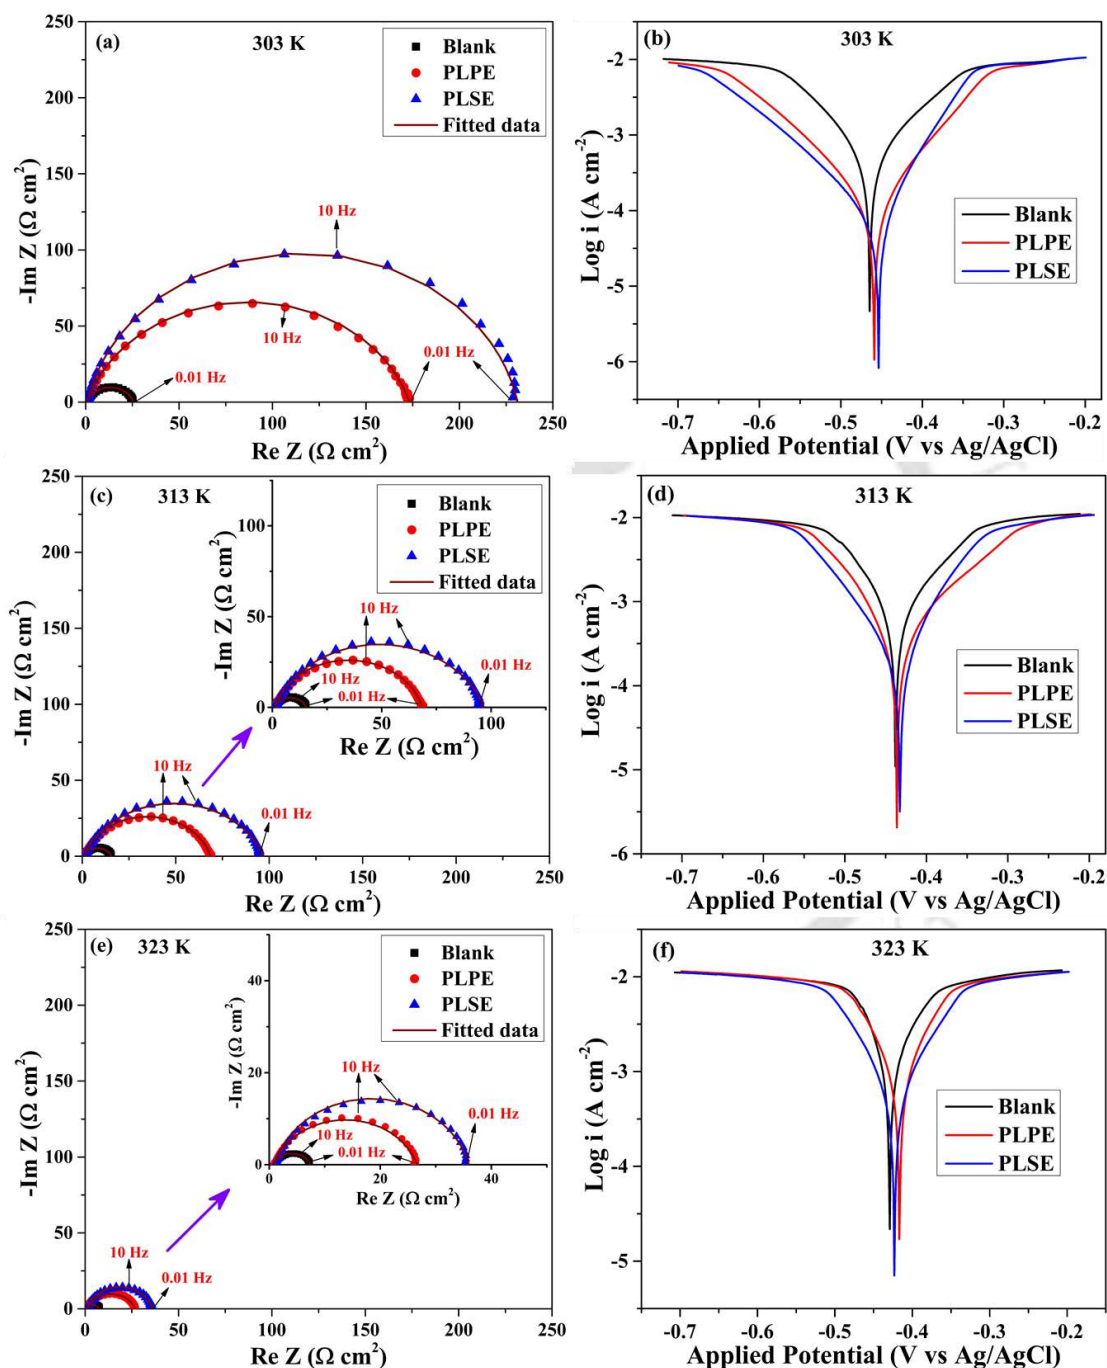 (a) 303 K
Blank
PLPE
PLSE
Fitted data
10 Hz
10 Hz
0.01 Hz
0.01 Hz
250
200
150
100
50
0
0 50 100 150 200 250
-Im Z (Ω cm²)
Re Z (Ω cm²)
(b) 303 K
Blank
PLPE
PLSE
-2
-3
-4
-5
-6
-0.7 -0.6 -0.5 -0.4 -0.3 -0.2
Log i (A cm⁻²)
Applied Potential (V vs Ag/AgCl)
(c) 313 K
Blank
PLPE
PLSE
Fitted data
100
50
0
0 50 100
-Im Z (Ω cm²)
Re Z (Ω cm²)
10 Hz
10 Hz
0.01 Hz
0.01 Hz
10 Hz
0.01 Hz
250
200
150
100
50
0
0 50 100 150 200 250
-Im Z (Ω cm²)
Re Z (Ω cm²)
(d) 313 K
Blank
PLPE
PLSE
-2
-3
-4
-5
-6
-0.7 -0.6 -0.5 -0.4 -0.3 -0.2
Log i (A cm⁻²)
Applied Potential (V vs Ag/AgCl)
(e) 323 K
Blank
PLPE
PLSE
Fitted data
40
20
0
0 20 40
-Im Z (Ω cm²)
Re Z (Ω cm²)
10 Hz
10 Hz
0.01 Hz
0.01 Hz
10 Hz
0.01 Hz
250
200
150
100
50
0
0 50 100 150 200 250
-Im Z (Ω cm²)
Re Z (Ω cm²)
(f) 323 K
Blank
PLPE
PLSE
-2
-3
-4
-5
-0.7 -0.6 -0.5 -0.4 -0.3 -0.2
Log i (A cm⁻²)
Applied Potential (V vs Ag/AgCl)